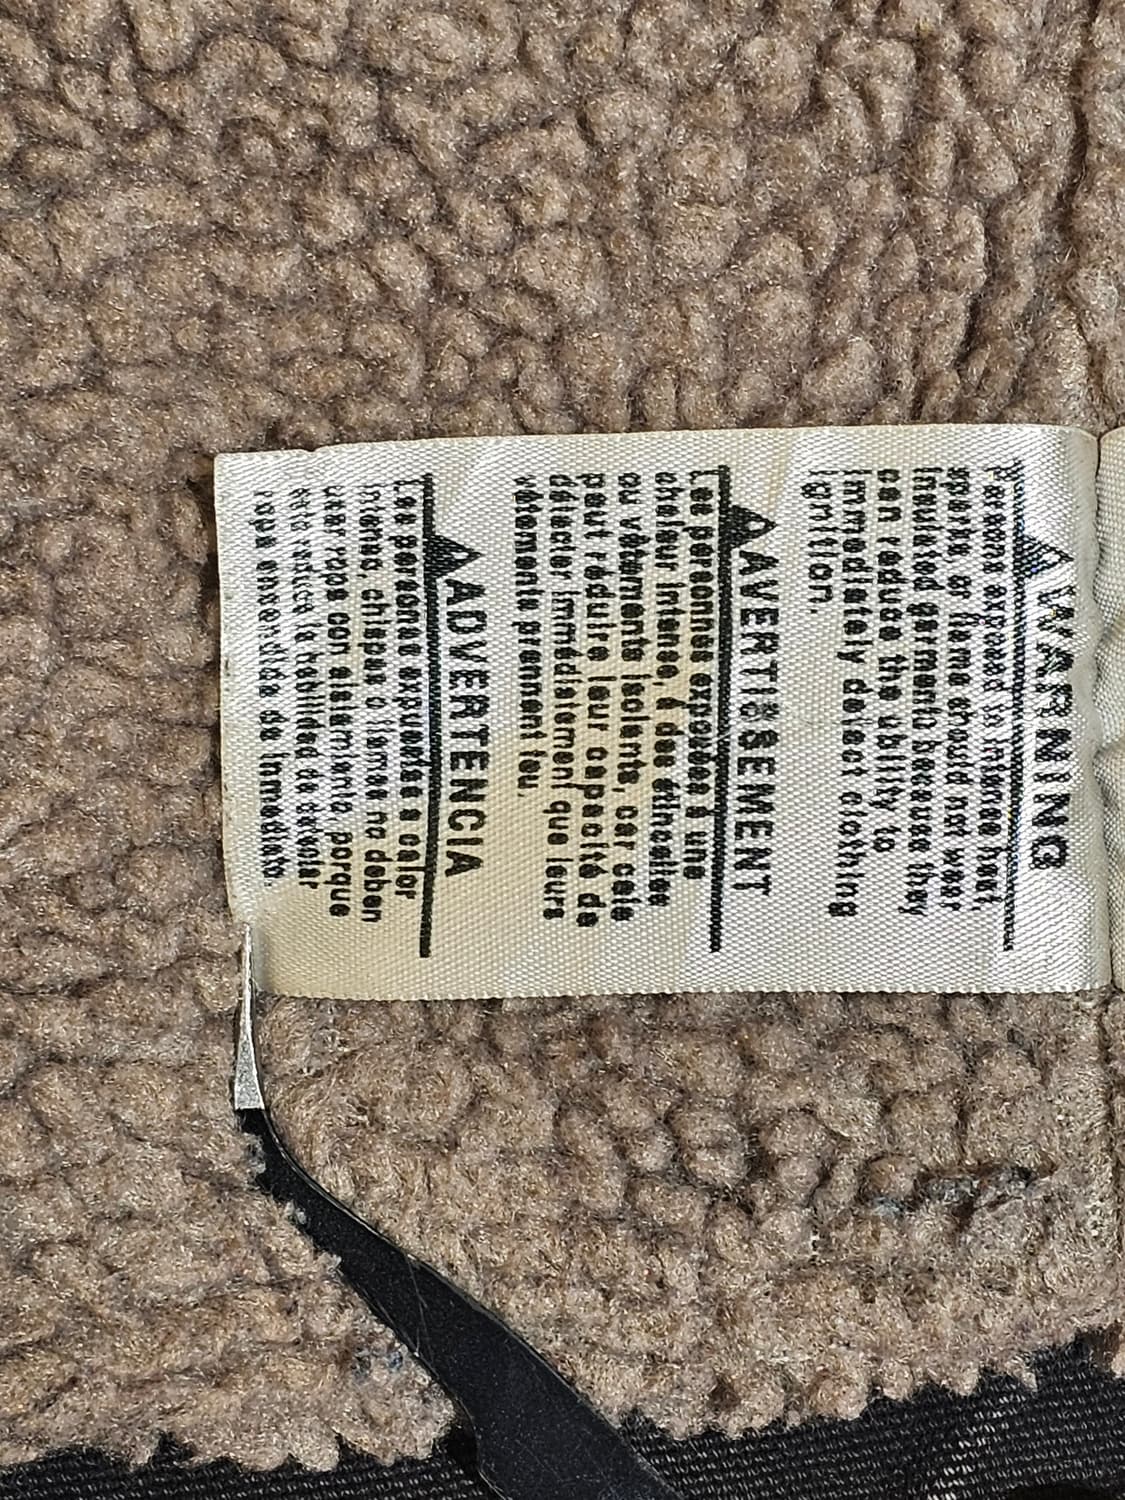 WARNING
Persons exposed to intense heat,
sparks, or flame should not wear
insulated garments because they
can reduce the ability to
immediately detect clothing
ignition.
AVERTISSEMENT
Les personnes exposées à une
chaleur intense, à des étincelles
ou vêtements isolants, car cela
peut réduire leur capacité de
détecter immédiatement que leurs
vêtements prennent feu.
ADVERTENCIA
Las personas expuestas a calor
intenso, chispas o llamas no deben
usar ropa con aislamiento, porque
esto reduce la habilidad de detectar
ropa encendida de inmediato.